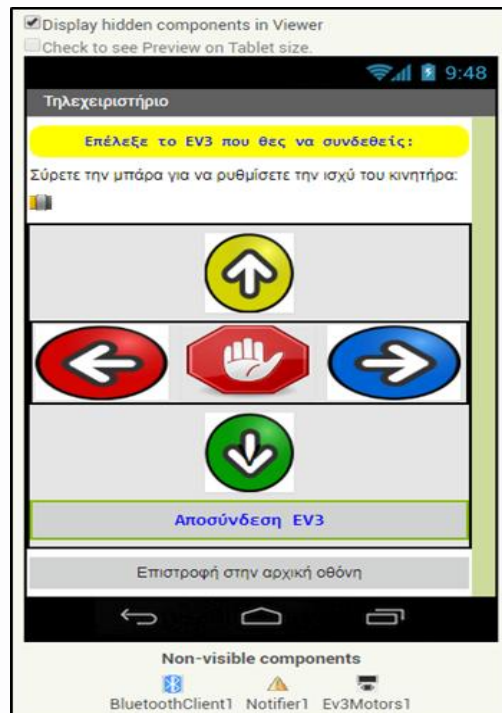 Display hidden components in Viewer
Check to see Preview on Tablet size.
9:48
Τηλεχειριστήριο
Επέλεξε το EV3 που θες να συνδεθείς:
Σύρετε την μπάρα για να ρυθμίσετε την ισχύ του κινητήρα:
Αποσύνδεση EV3
Επιστροφή στην αρχική οθόνη
Non-visible components
BluetoothClient1 Notifier1 Ev3Motors1